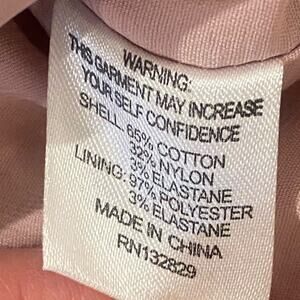 WARNING:
THIS GARMENT MAY INCREASE
YOUR SELF CONFIDENCE
SHELL: 65% COTTON
32% NYLON
3% ELASTANE
LINING: 97% POLYESTER
3% ELASTANE
MADE IN CHINA
RN132829